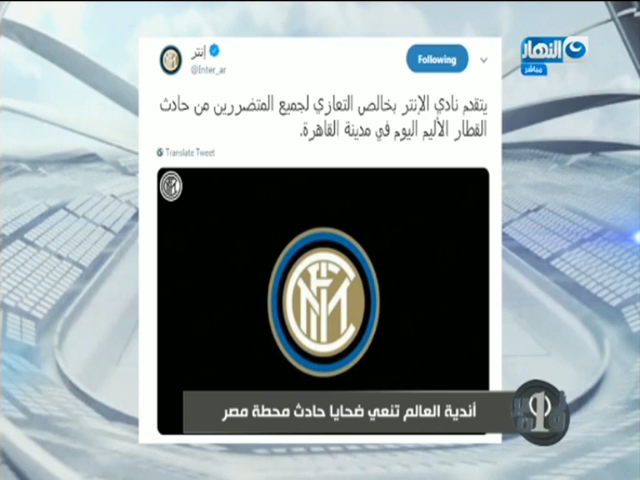 إنتر
@Inter_ar
Following
النهار
مباشر
يتقدم نادي الإنتر بخالص التعازي لجميع المتضررين من حادث
القطار الأليم اليوم في مدينة القاهرة.
Translate Tweet
أندية العالم تنعي ضحايا حادث محطة مصر